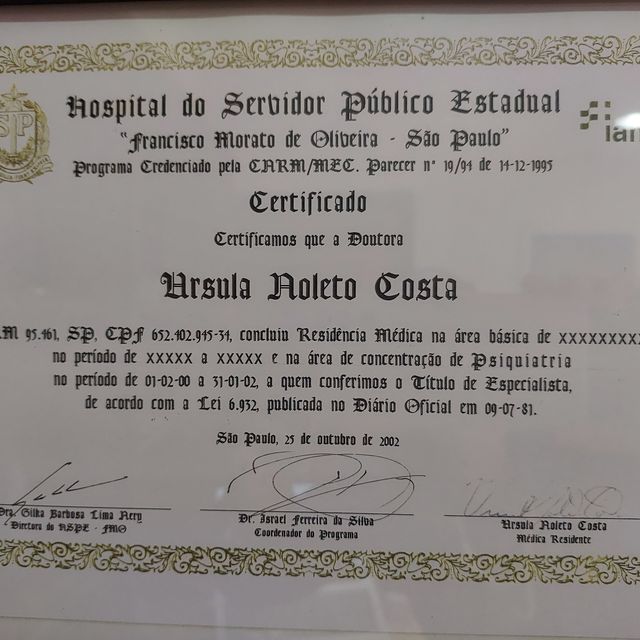 Hospital do Servidor Público Estadual
"Francisco Morato de Oliveira - São Paulo"
Programa Credenciado pela CNRM/MEC. Parecer nº 19/94 de 14-12-1995
Certificado
Certificamos que a Doutora
Ursula Noleto Costa
RM 95.461, SP, CPF 652.402.945-34, concluiu Residência Médica na área básica de XXXXXXXXX
no período de XXXXX a XXXXX e na área de concentração de Psiquiatria
no período de 01-02-00 a 31-01-02, a quem conferimos o Título de Especialista,
de acordo com a Lei 6.932, publicada no Diário Oficial em 09-07-81.
São Paulo, 25 de outubro de 2002
Dra. Gilka Barbosa Lima Nery
Diretora do HSPE - FMO
Dr. Israel Ferreira da Silva
Coordenador do Programa
Ursula Noleto Costa
Médica Residente